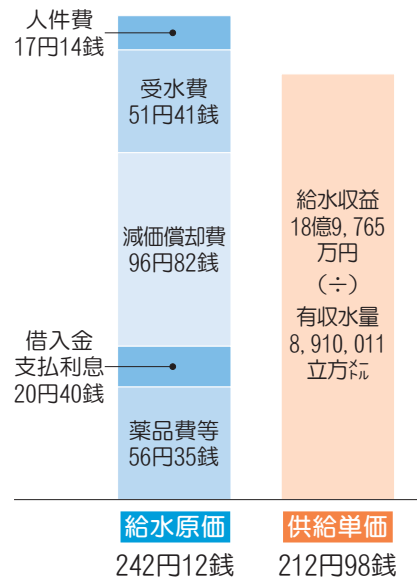 人件費
17円14銭
受水費
51円41銭
減価償却費
96円82銭
借入金
支払利息
20円40銭
薬品費等
56円35銭
給水原価
242円12銭
給水収益
18億9,765
万円
（÷）
有収水量
8,910,011
立方メートル
供給単価
212円98銭